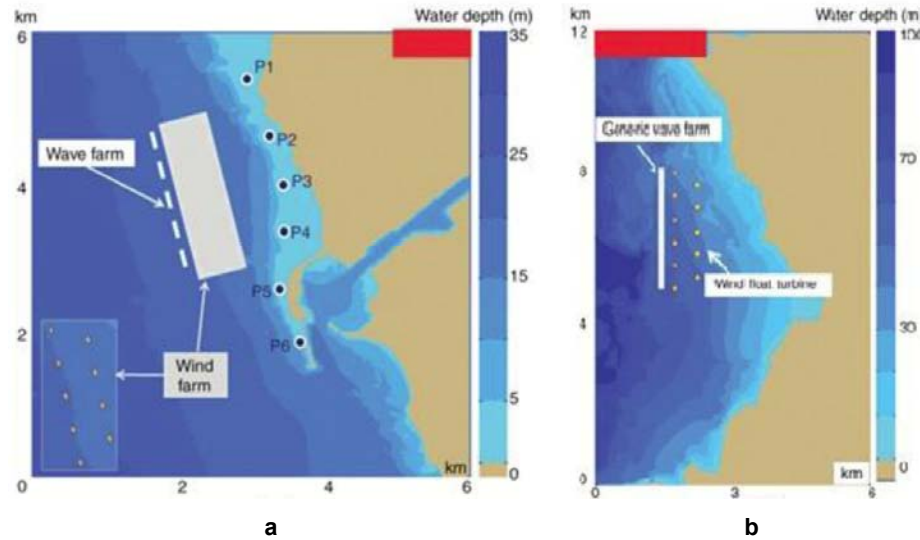 km
Water depth (m)
6
35
P1
P2
Wave farm
25
P3
4
P4
15
P5
2
P6
Wind
farm
5
km
0
0
2
4
6
a
km
Water depth (m
12
100
Generic wave farm
70
8
Wind float turbine
4
30
km
0
0
0
3
6
b